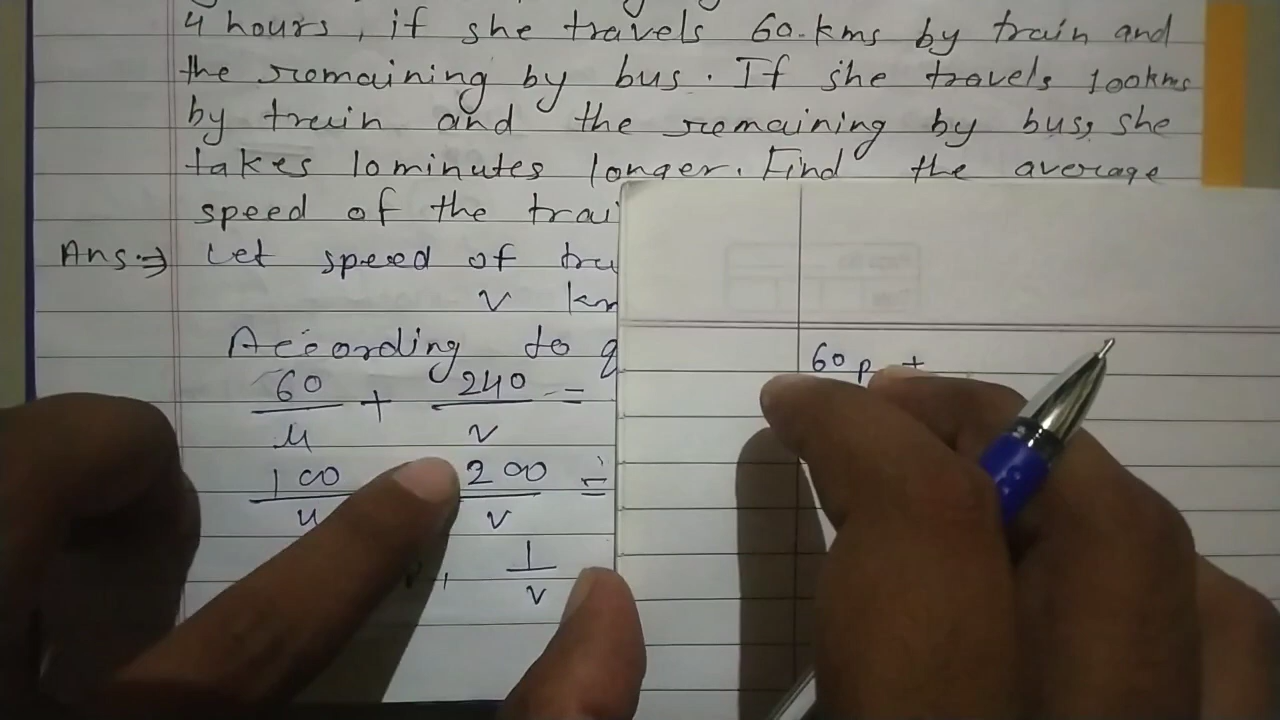 4 hours, if she travels 60 kms by train and
the remaining by bus. If she travels 100kms
by train and the remaining by bus, she
takes 10 minutes longer. Find the average
speed of the
Ans.⇒ Let speed of
v
According to
60/u + 240/v =
100/u 200/v =
1/v
60p +